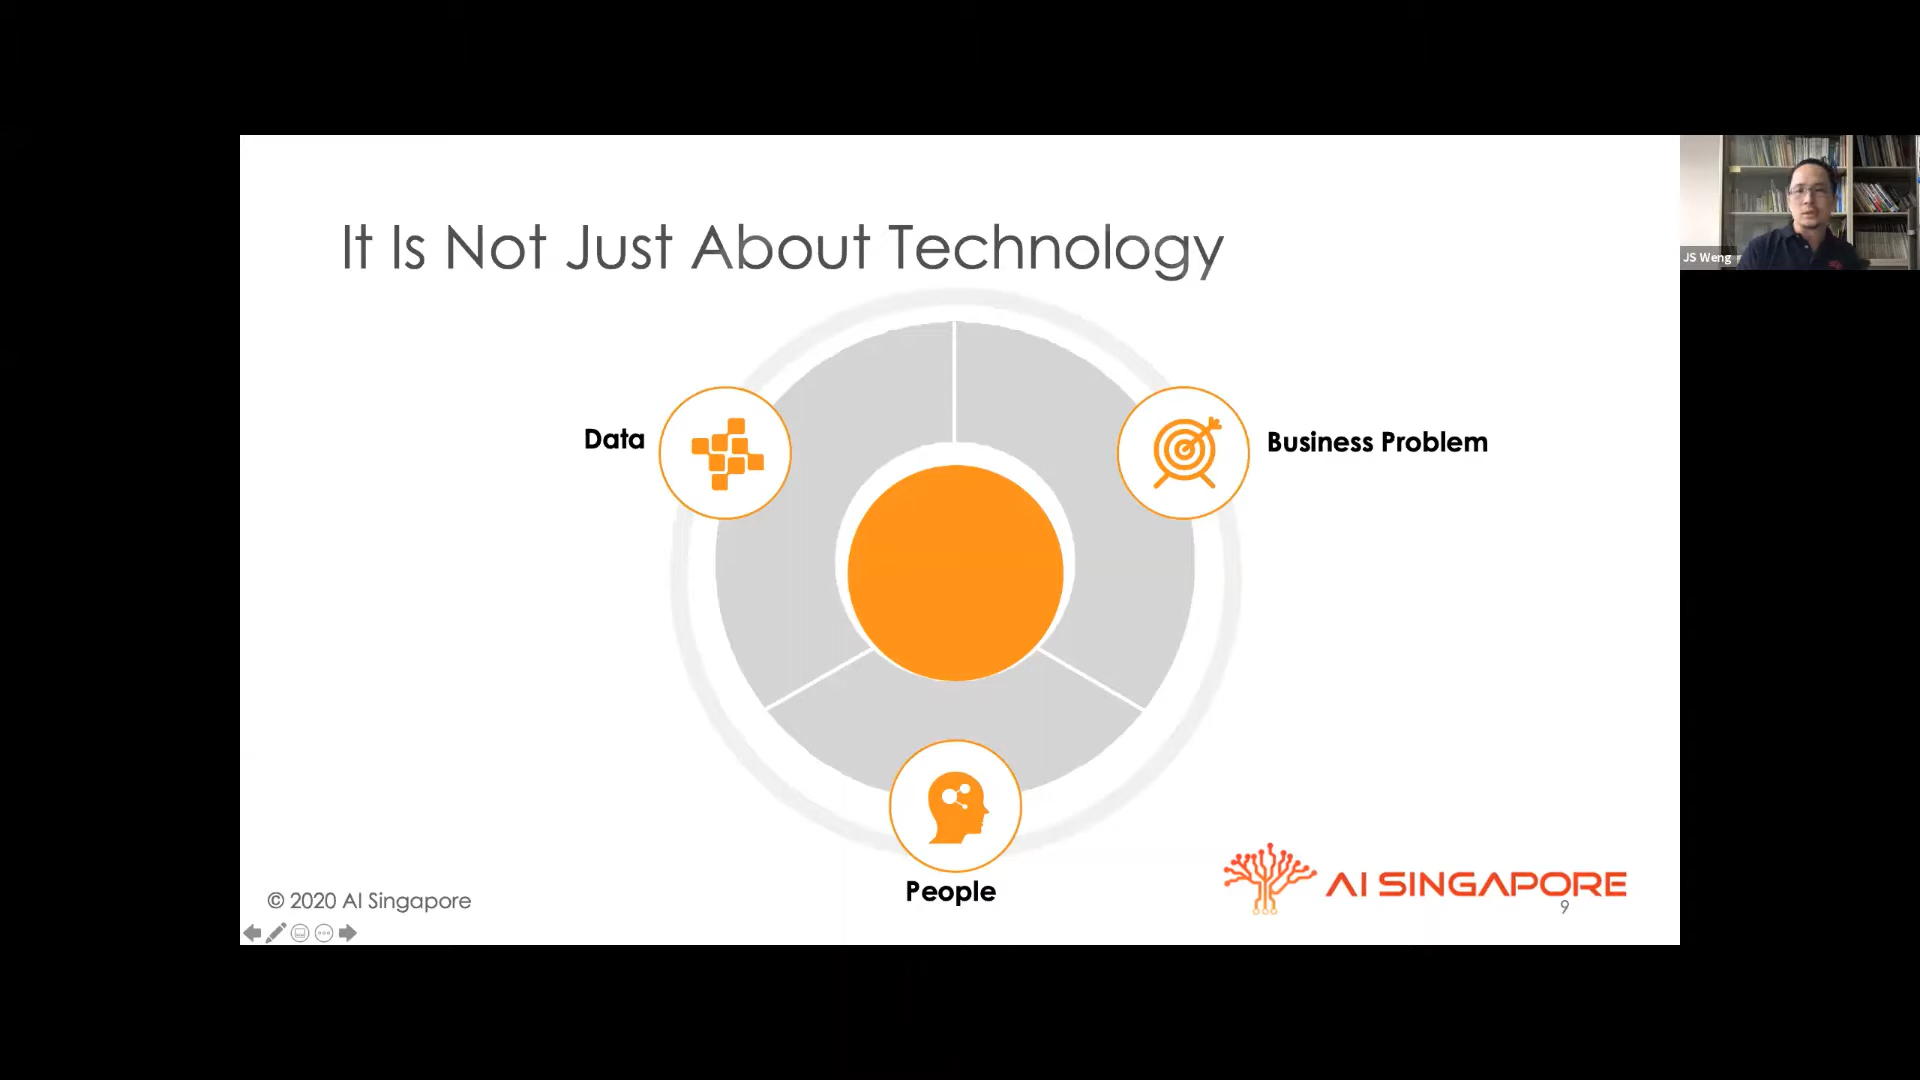 It Is Not Just About Technology
JS Weng
Data
Business Problem
People
© 2020 AI Singapore
AI SINGAPORE
9